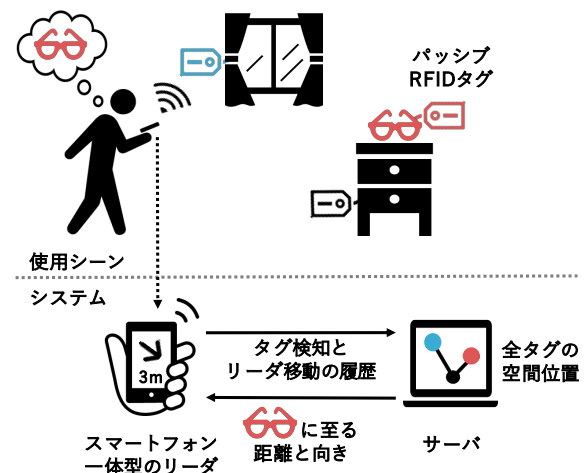 パッシブ
RFIDタグ
使用シーン
システム
3m
タグ検知と
リーダ移動の履歴
全タグの
空間位置
に至る
距離と向き
スマートフォン
一体型のリーダ
サーバ